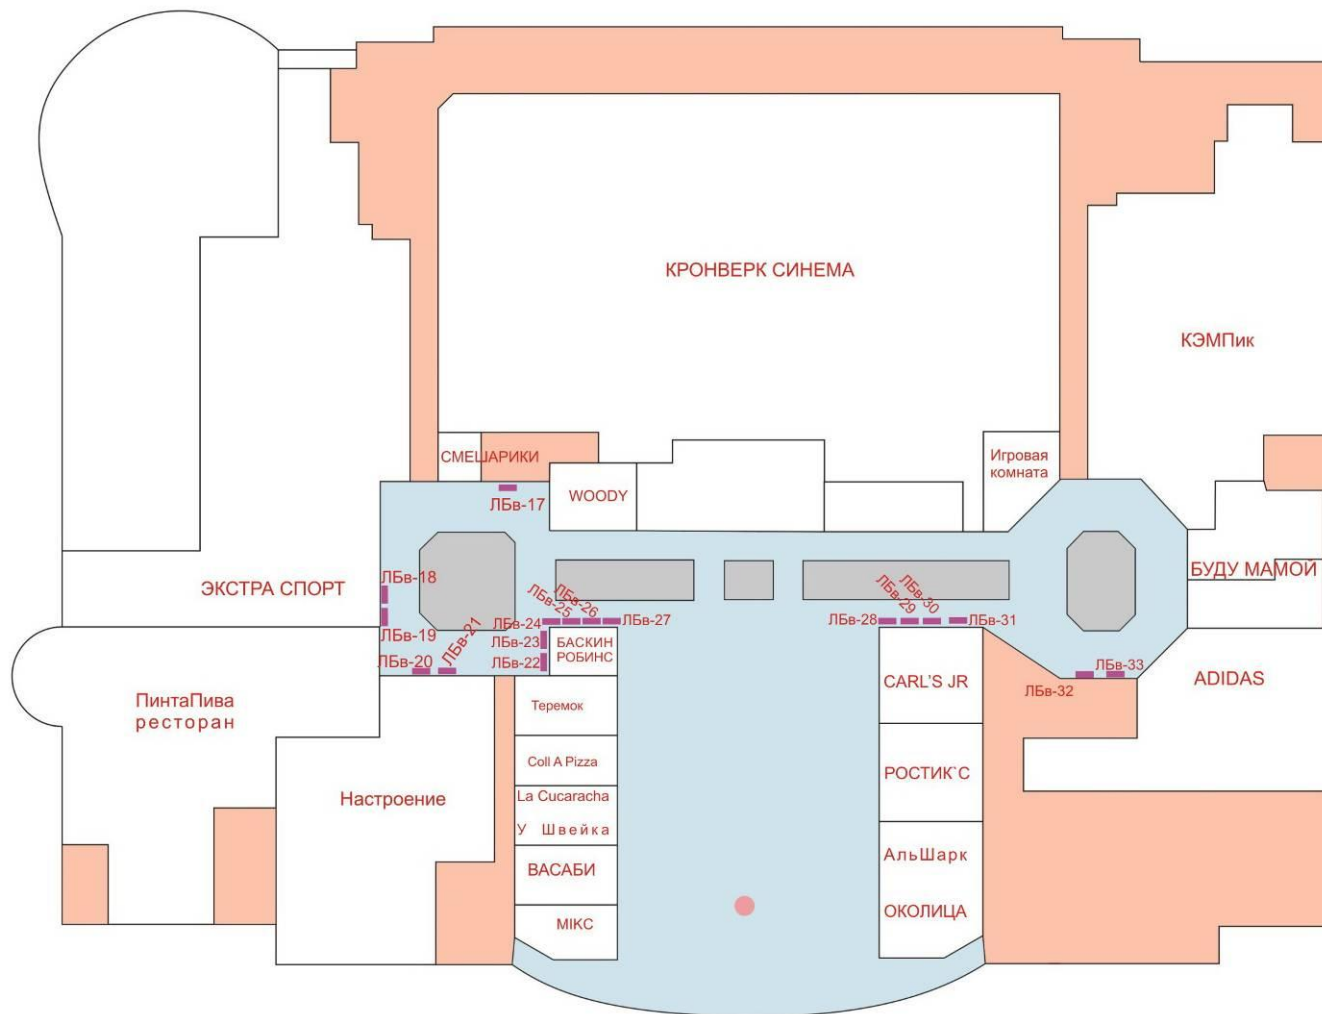 КРОНВЕРК СИНЕМА
КЭМПик
СМЕШАРИКИ
Игровая
комната
ЛБв-17
WOODY
ЭКСТРА СПОРТ
ЛБв-18
БУДУ МАМОЙ
ЛБв-19
ЛБв-20
ЛБв-21
ЛБв-22
ЛБв-23
ЛБв-24
ЛБв-25
ЛБв-26
ЛБв-27
ЛБв-28
ЛБв-29
ЛБв-30
ЛБв-31
ЛБв-32
ЛБв-33
БАСКИН
РОБИНС
CARL'S JR
ADIDAS
ПинтаПива
ресторан
Теремок
Coll A Pizza
РОСТИК`С
Настроение
La Cucaracha
У Швейка
АльШарк
ВАСАБИ
ОКОЛИЦА
МІКС